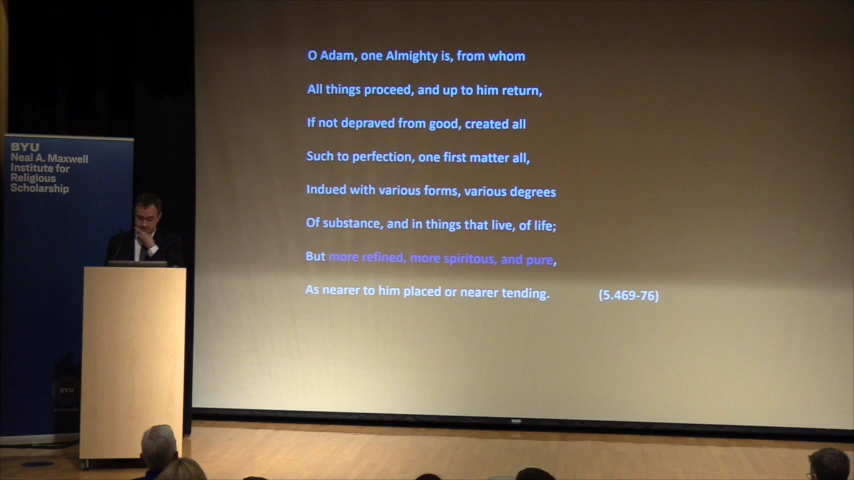 BYU
Neal A. Maxwell
Institute for
Religious
Scholarship
O Adam, one Almighty is, from whom
All things proceed, and up to him return,
If not depraved from good, created all
Such to perfection, one first matter all,
Indued with various forms, various degrees
Of substance, and in things that live, of life;
But more refined, more spiritous, and pure,
As nearer to him placed or nearer tending. (5.469-76)
BYU